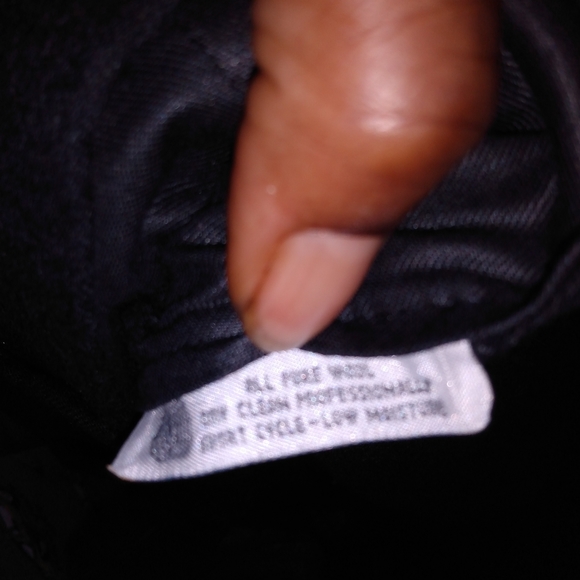 ALL PURE WOOL
DRY CLEAN PROFESSIONALLY
SHORT CYCLE-LOW MOISTURE